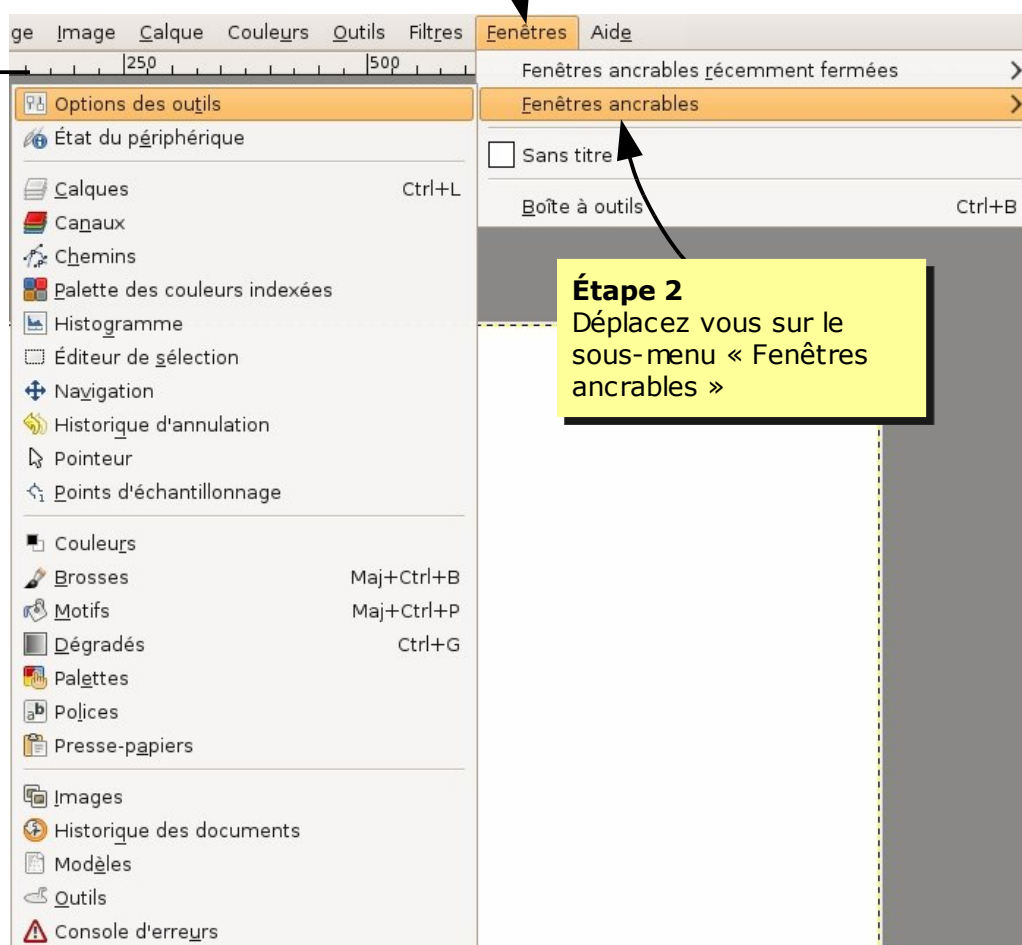 ge Image Calque Couleurs Outils Filtres Fenêtres Aide
250 500
Fenêtres ancrables récemment fermées
Fenêtres ancrables
Sans titre
Boîte à outils Ctrl+B
Étape 2
Déplacez vous sur le
sous-menu « Fenêtres
ancrables »
Options des outils
État du périphérique
Calques Ctrl+L
Canaux
Chemins
Palette des couleurs indexées
Histogramme
Éditeur de sélection
Navigation
Historique d'annulation
Pointeur
Points d'échantillonnage
Couleurs
Brosses Maj+Ctrl+B
Motifs Maj+Ctrl+P
Dégradés Ctrl+G
Palettes
Polices
Presse-papiers
Images
Historique des documents
Modèles
Outils
Console d'erreurs